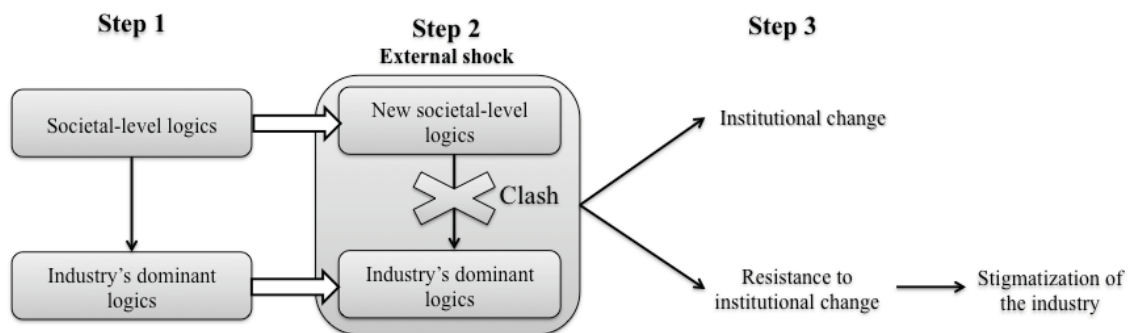 Step 1
Step 2
Step 3
External shock
Societal-level logics
New societal-level
logics
Institutional change
Clash
Industry's dominant
logics
Industry's dominant
logics
Resistance to
institutional change
Stigmatization of
the industry